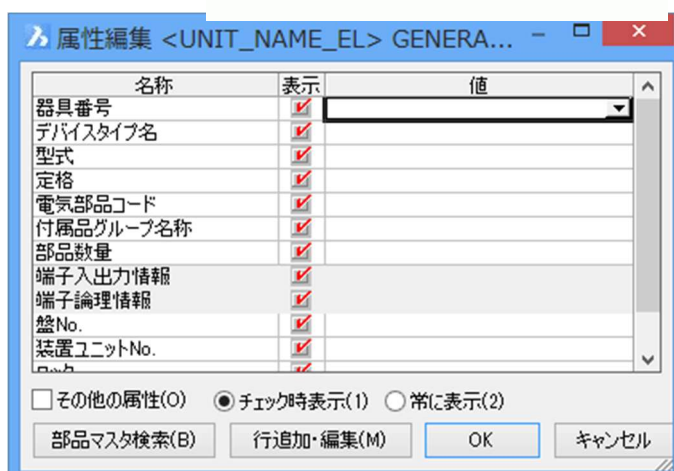 属性編集 <UNIT_NAME_EL> GENERA...
名称 表示 値
器具番号
デバイスタイプ名
型式
定格
電気部品コード
付属品グループ名称
部品数量
端子入出力情報
端子論理情報
盤No.
装置ユニットNo.
その他の属性(O) チェック時表示(1) 常に表示(2)
部品マスタ検索(B) 行追加・編集(M) OK キャンセル